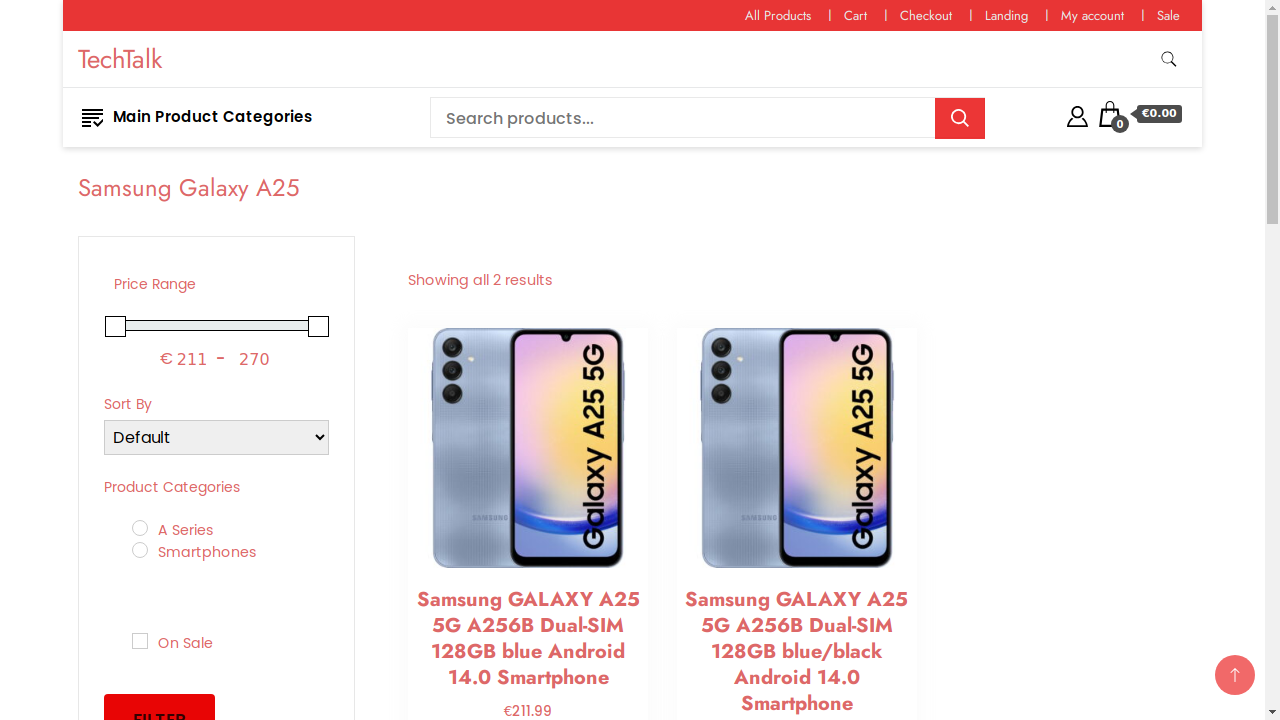 All Products | Cart | Checkout | Landing | My account | Sale
TechTalk
Main Product Categories
Search products...
0
€0.00
Samsung Galaxy A25
Price Range
€ 211 - 270
Sort By
Default
Product Categories
A Series
Smartphones
On Sale
FILTER
Showing all 2 results
Galaxy A25 5G
SAMSUNG
Samsung GALAXY A25
5G A256B Dual-SIM
128GB blue Android
14.0 Smartphone
€211.99
Galaxy A25 5G
SAMSUNG
Samsung GALAXY A25
5G A256B Dual-SIM
128GB blue/black
Android 14.0
Smartphone